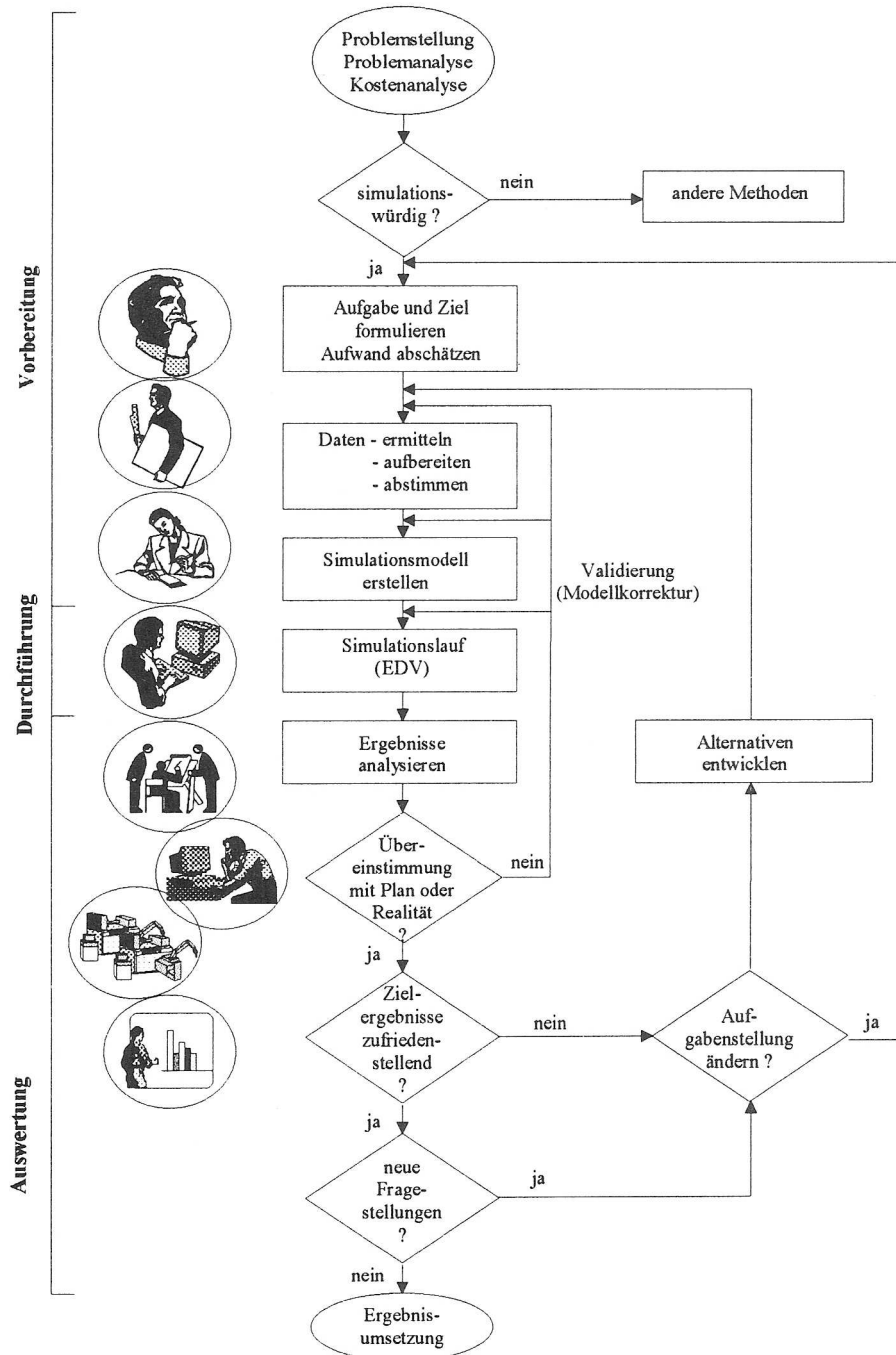 Problemstellung
Problemanalyse
Kostenanalyse
simulations-
würdig ?
nein
andere Methoden
ja
Vorbereitung
Aufgabe und Ziel
formulieren
Aufwand abschätzen
Daten - ermitteln
- aufbereiten
- abstimmen
Simulationsmodell
erstellen
Validierung
(Modellkorrektur)
Durchführung
Simulationslauf
(EDV)
Ergebnisse
analysieren
Alternativen
entwicklen
Über-
einstimmung
mit Plan oder
Realität
?
nein
ja
Ziel-
ergebnisse
zufrieden-
stellend
?
nein
Auf-
gabenstellung
ändern ?
ja
ja
Auswertung
neue
Frage-
stellungen
?
ja
nein
Ergebnis-
umsetzung